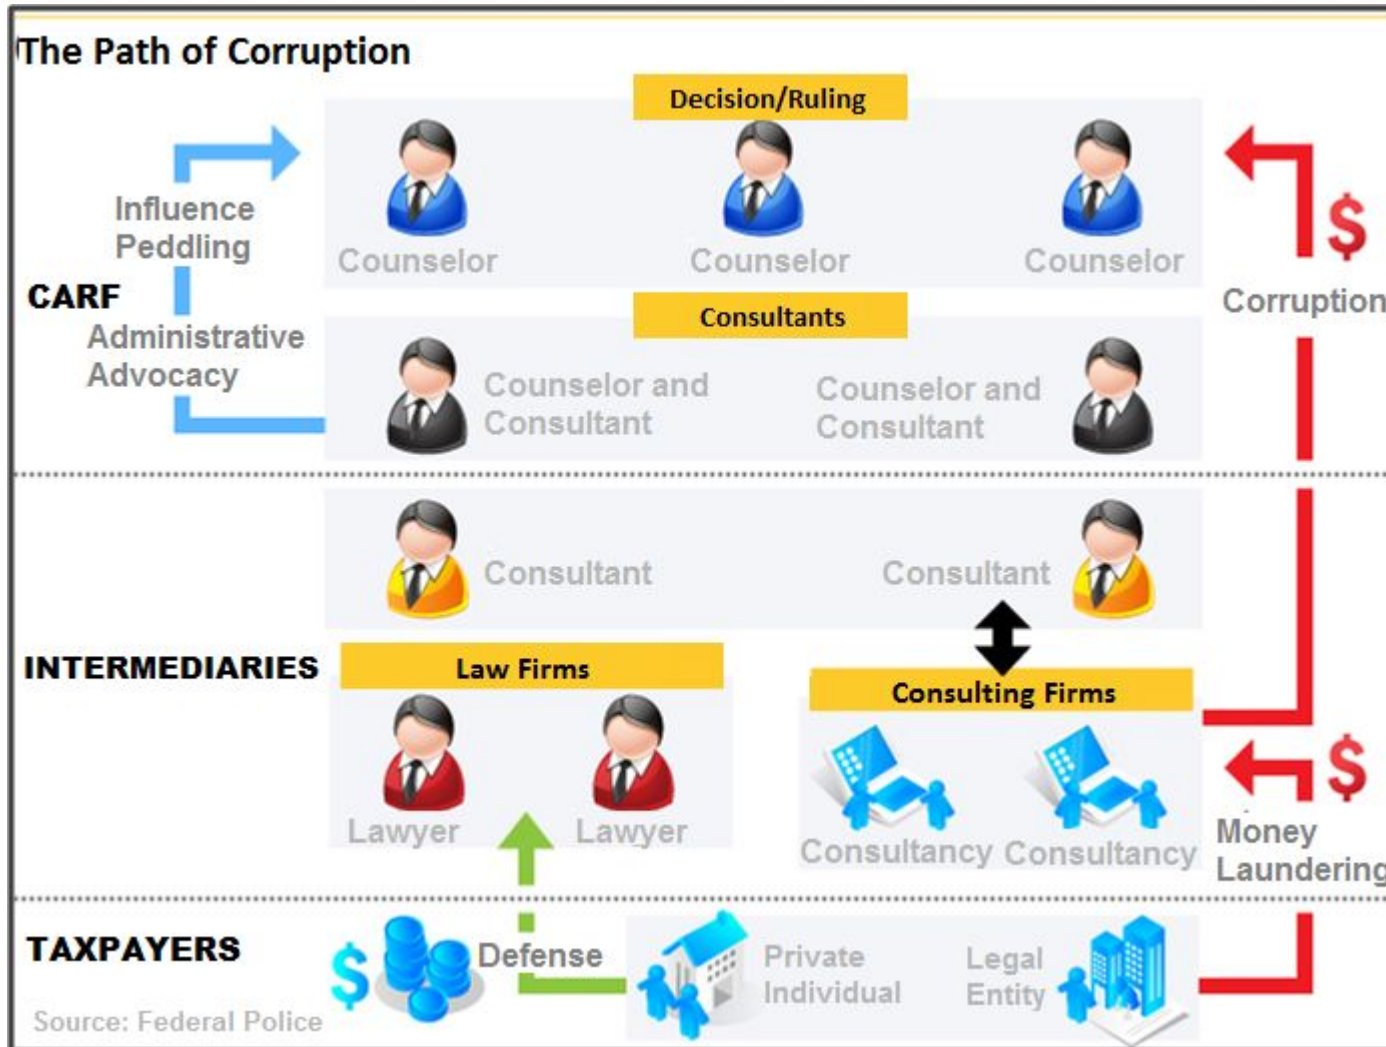 The Path of Corruption
Decision/Ruling
Influence
Peddling
Counselor
Counselor
Counselor
$
CARF
Corruption
Consultants
Administrative
Advocacy
Counselor and
Consultant
Counselor and
Consultant
Consultant
Consultant
INTERMEDIARIES
Law Firms
Consulting Firms
$
Lawyer
Lawyer
Consultancy
Consultancy
Money
Laundering
TAXPAYERS
$
Defense
Private
Individual
Legal
Entity
Source: Federal Police